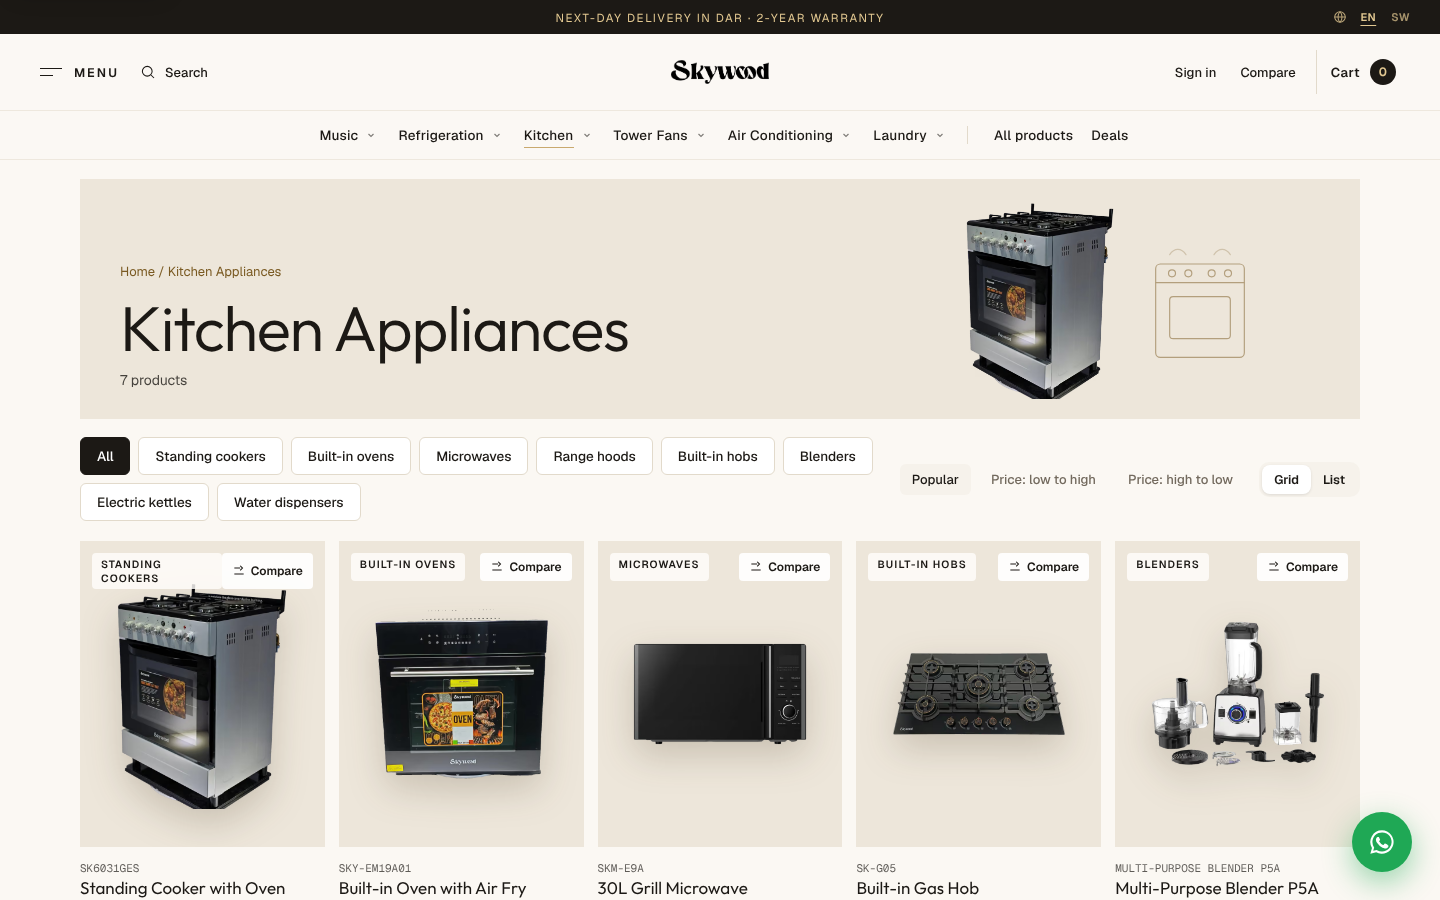 NEXT-DAY DELIVERY IN DAR · 2-YEAR WARRANTY
EN SW
MENU Search Skywood Sign in Compare Cart 0
Music Refrigeration Kitchen Tower Fans Air Conditioning Laundry All products Deals
Home / Kitchen Appliances
Kitchen Appliances
7 products
All Standing cookers Built-in ovens Microwaves Range hoods Built-in hobs Blenders
Electric kettles Water dispensers
Popular Price: low to high Price: high to low Grid List
STANDING
COOKERS
Compare
BUILT-IN OVENS Compare
MICROWAVES Compare
BUILT-IN HOBS Compare
BLENDERS Compare
Skywood
OVEN
Skywood
SK6031GES
Standing Cooker with Oven
SKY-EM19A01
Built-in Oven with Air Fry
SKM-E9A
30L Grill Microwave
SK-G05
Built-in Gas Hob
MULTI-PURPOSE BLENDER P5A
Multi-Purpose Blender P5A